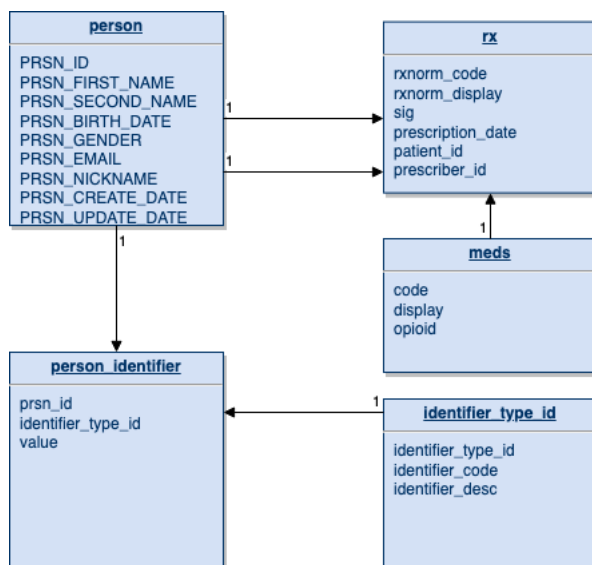 person
PRSN_ID
PRSN_FIRST_NAME
PRSN_SECOND_NAME
PRSN_BIRTH_DATE
PRSN_GENDER
PRSN_EMAIL
PRSN_NICKNAME
PRSN_CREATE_DATE
PRSN_UPDATE_DATE
1
1
1
rx
rxnorm_code
rxnorm_display
sig
prescription_date
patient_id
prescriber_id
1
meds
code
display
opioid
person_identifier
prsn_id
identifier_type_id
value
1
identifier_type_id
identifier_type_id
identifier_code
identifier_desc